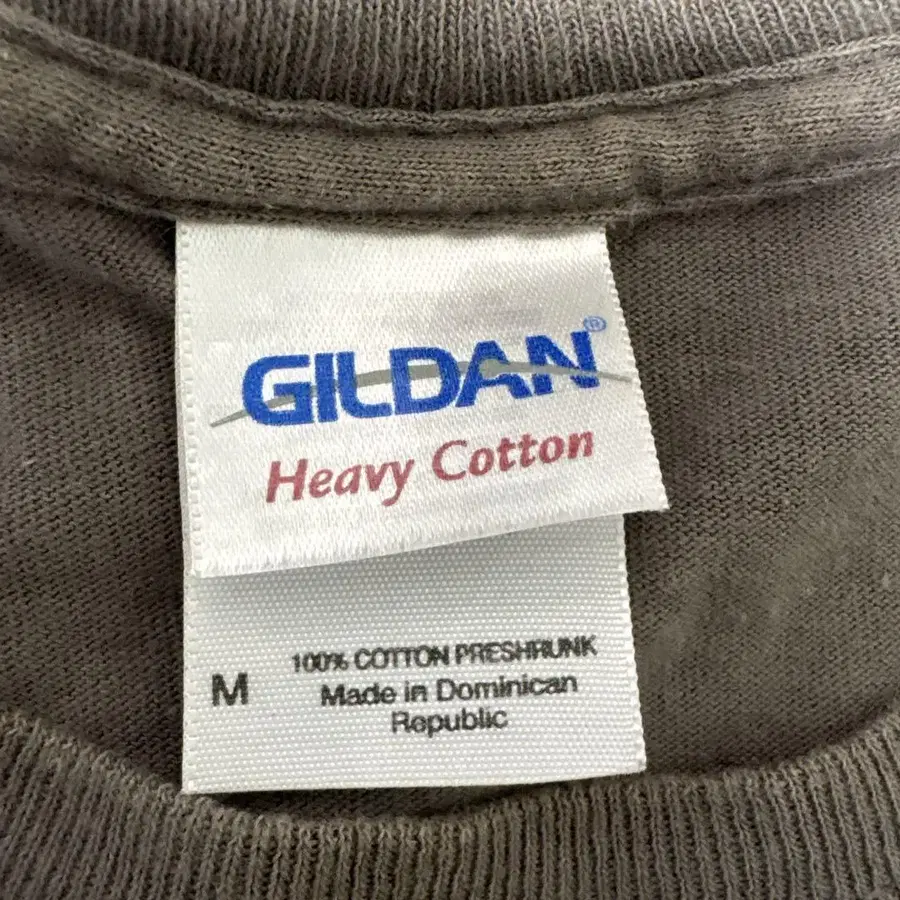 GILDAN®
Heavy Cotton
100% COTTON PRESHRUNK
M Made in Dominican
Republic